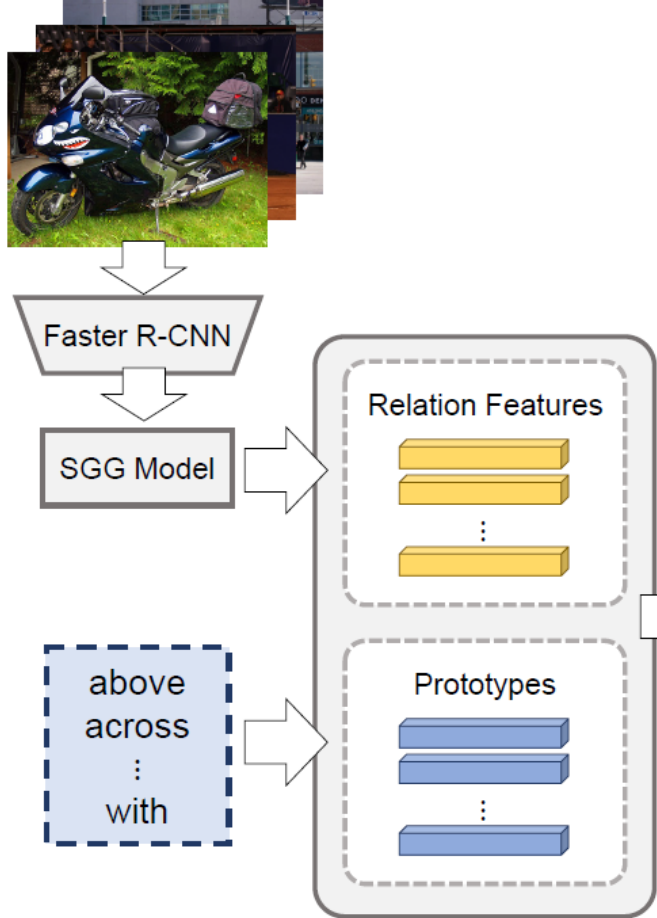 Faster R-CNN
SGG Model
Relation Features
⋮
above
across
⋮
with
Prototypes
⋮